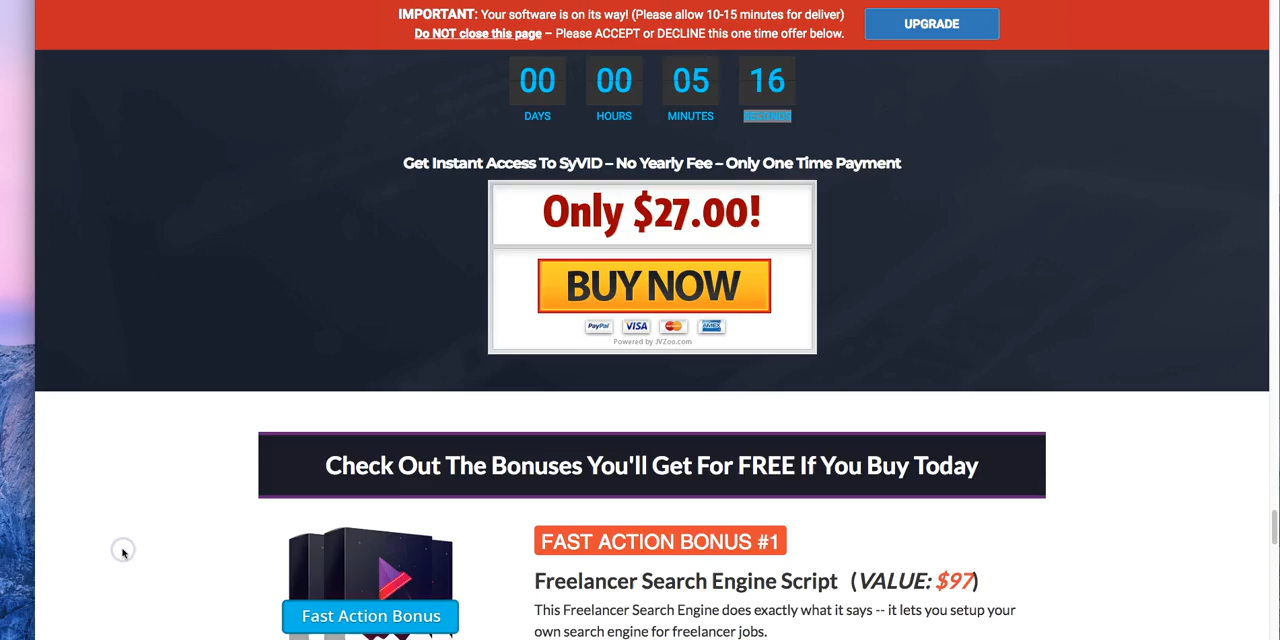 IMPORTANT: Your software is on its way! (Please allow 10-15 minutes for deliver)
Do NOT close this page – Please ACCEPT or DECLINE this one time offer below.
UPGRADE
00 00 05 16
DAYS HOURS MINUTES SECONDS
Get Instant Access To SyVID – No Yearly Fee – Only One Time Payment
Only $27.00!
BUY NOW
PayPal VISA MasterCard AMEX
Powered by JVZoo.com
Check Out The Bonuses You'll Get For FREE If You Buy Today
Fast Action Bonus
FAST ACTION BONUS #1
Freelancer Search Engine Script (VALUE: $97)
This Freelancer Search Engine does exactly what it says -- it lets you setup your
own search engine for freelancer jobs.